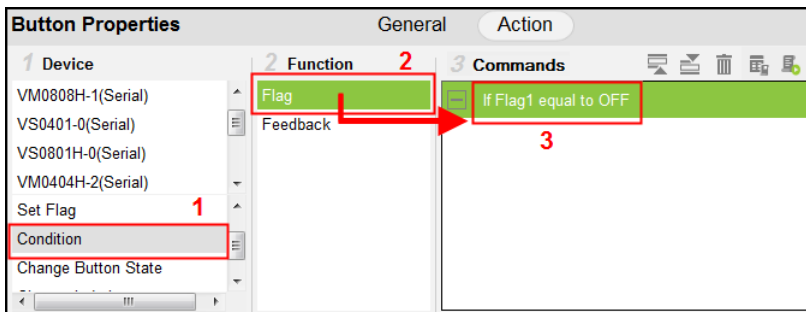 Button Properties General Action
1 Device 2 Function 2 3 Commands
VM0808H-1(Serial) Flag If Flag1 equal to OFF
VS0401-0(Serial) Feedback 3
VS0801H-0(Serial)
VM0404H-2(Serial)
Set Flag 1
Condition
Change Button State